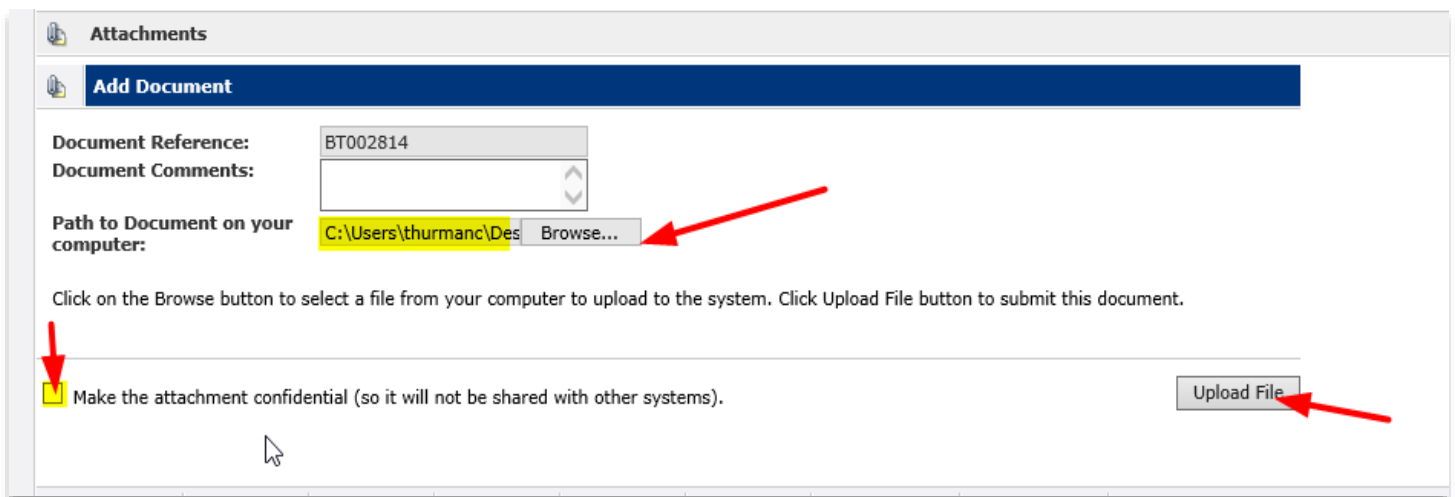 Attachments
Add Document
Document Reference: BT002814
Document Comments:
Path to Document on your
computer:
C:\Users\thurmanc\Des Browse...
Click on the Browse button to select a file from your computer to upload to the system. Click Upload File button to submit this document.
Make the attachment confidential (so it will not be shared with other systems).
Upload File